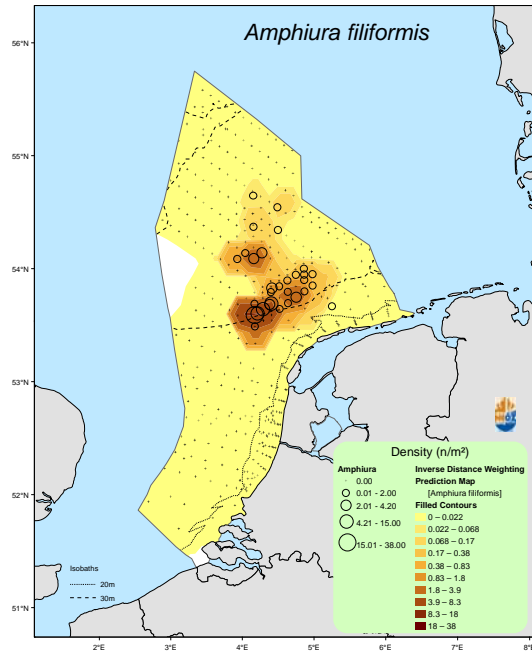 Amphiura filiformis
56°N
55°N
54°N
53°N
52°N
51°N
Density (n/m²)
Amphiura
0.00
0.01 - 2.00
2.01 - 4.20
4.21 - 15.00
15.01 - 38.00
Inverse Distance Weighting
Prediction Map
[Amphiura filiformis]
Filled Contours
0 – 0.022
0.022 – 0.068
0.068 – 0.17
0.17 – 0.38
0.38 – 0.83
0.83 – 1.8
1.8 – 3.9
3.9 – 8.3
8.3 – 18
18 – 38
Isobaths
20m
30m
2°E 3°E 4°E 5°E 6°E 7°E 8°E